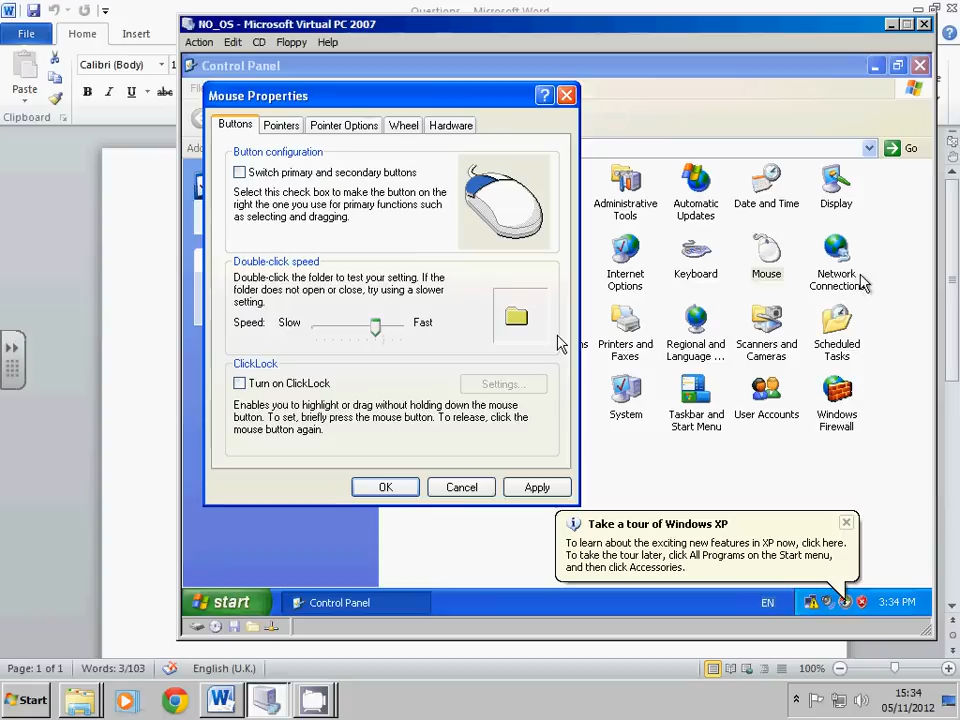 Questions - Microsoft Word
File
Home
Insert
Paste
Clipboard
Calibri (Body)
B I U abc
NO_OS - Microsoft Virtual PC 2007
Action Edit CD Floppy Help
Control Panel
Go
Mouse Properties
Buttons Pointers Pointer Options Wheel Hardware
Button configuration
Switch primary and secondary buttons
Select this check box to make the button on the
right the one you use for primary functions such
as selecting and dragging.
Double-click speed
Double-click the folder to test your setting. If the
folder does not open or close, try using a slower
setting.
Speed: Slow Fast
ClickLock
Turn on ClickLock
Settings...
Enables you to highlight or drag without holding down the mouse
button. To set, briefly press the mouse button. To release, click the
mouse button again.
OK Cancel Apply
Administrative
Tools
Automatic
Updates
Date and Time
Display
Internet
Options
Keyboard
Mouse
Network
Connections
Printers and
Faxes
Regional and
Language ...
Scanners and
Cameras
Scheduled
Tasks
System
Taskbar and
Start Menu
User Accounts
Windows
Firewall
Take a tour of Windows XP
To learn about the exciting new features in XP now, click here.
To take the tour later, click All Programs on the Start menu,
and then click Accessories.
start
Control Panel
EN
3:34 PM
Page: 1 of 1 Words: 3/103 English (U.K.) 100%
Start
15:34
05/11/2012